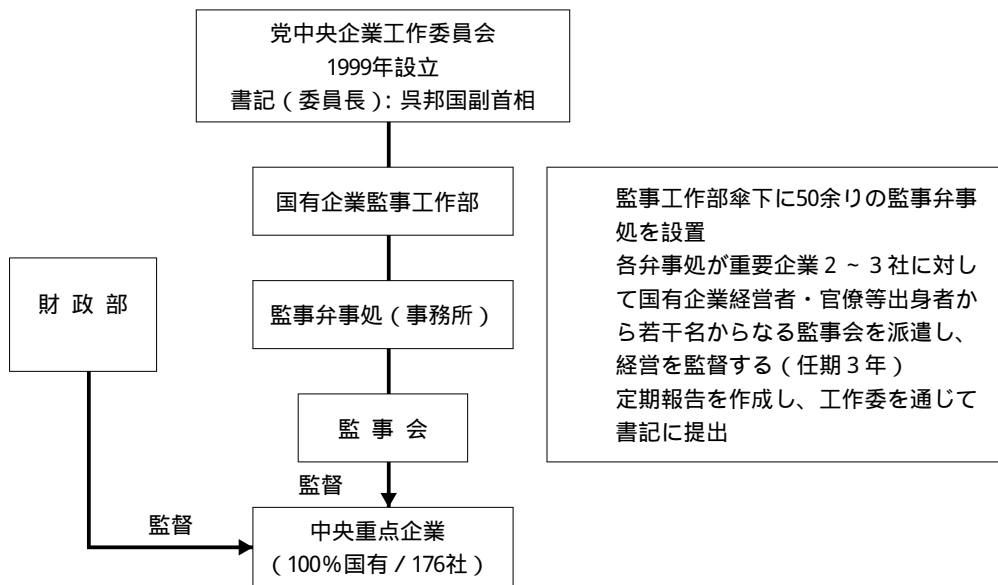 党中央企業工作委員会
1999年設立
書記（委員長）: 呉邦国副首相
国有企業監事工作部
監事工作部傘下に50余りの監事弁事
処を設置
各弁事処が重要企業２～３社に対し
て国有企業経営者・官僚等出身者か
ら若干名からなる監事会を派遣し、
経営を監督する（任期３年）
定期報告を作成し、工作委を通じて
書記に提出
財 政 部
監事弁事処（事務所）
監 事 会
監督
監督
中央重点企業
（100％国有 / 176社）